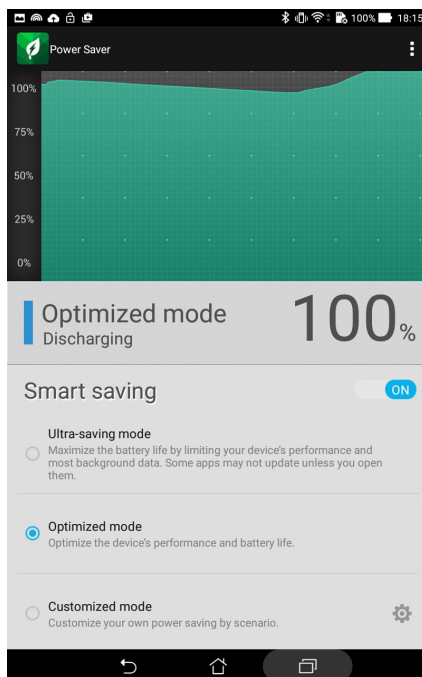 100% 18:15
Power Saver
100%
75%
50%
25%
0%
Optimized mode
Discharging
100%
Smart saving
ON
Ultra-saving mode
Maximize the battery life by limiting your device's performance and
most background data. Some apps may not update unless you open
them.
Optimized mode
Optimize the device's performance and battery life.
Customized mode
Customize your own power saving by scenario.